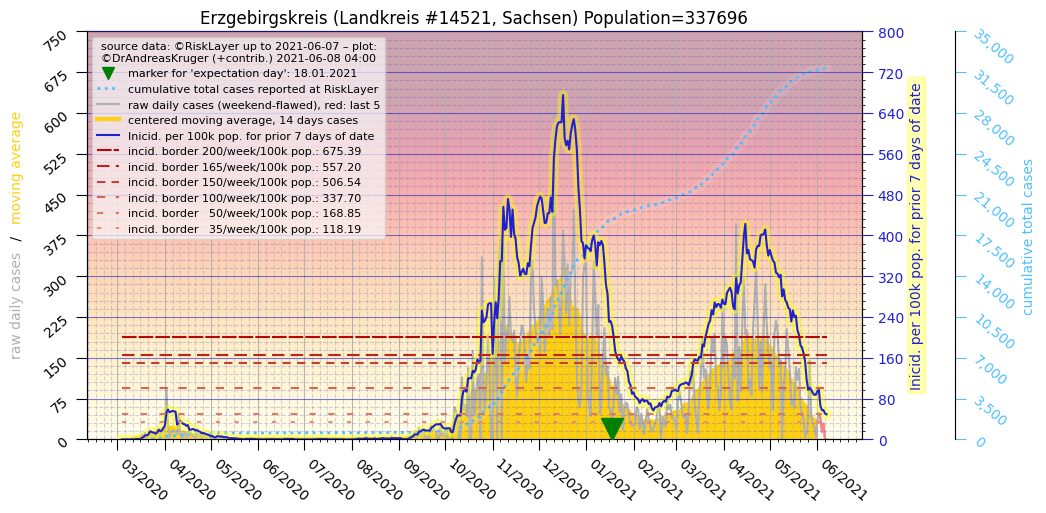 Erzgebirgskreis (Landkreis #14521, Sachsen) Population=337696
source data: ©RiskLayer up to 2021-06-07 – plot:
©DrAndreasKruger (+contrib.) 2021-06-08 04:00
marker for 'expectation day': 18.01.2021
cumulative total cases reported at RiskLayer
raw daily cases (weekend-flawed), red: last 5
centered moving average, 14 days cases
Inicid. per 100k pop. for prior 7 days of date
incid. border 200/week/100k pop.: 675.39
incid. border 165/week/100k pop.: 557.20
incid. border 150/week/100k pop.: 506.54
incid. border 100/week/100k pop.: 337.70
incid. border   50/week/100k pop.: 168.85
incid. border   35/week/100k pop.: 118.19
raw daily cases  /  moving average
750
675
600
525
450
375
300
225
150
75
0
03/2020
04/2020
05/2020
06/2020
07/2020
08/2020
09/2020
10/2020
11/2020
12/2020
01/2021
02/2021
03/2021
04/2021
05/2021
06/2021
800
720
640
560
480
400
320
240
160
80
0
Inicid. per 100k pop. for prior 7 days of date
35,000
31,500
28,000
24,500
21,000
17,500
14,000
10,500
7,000
3,500
0
cumulative total cases